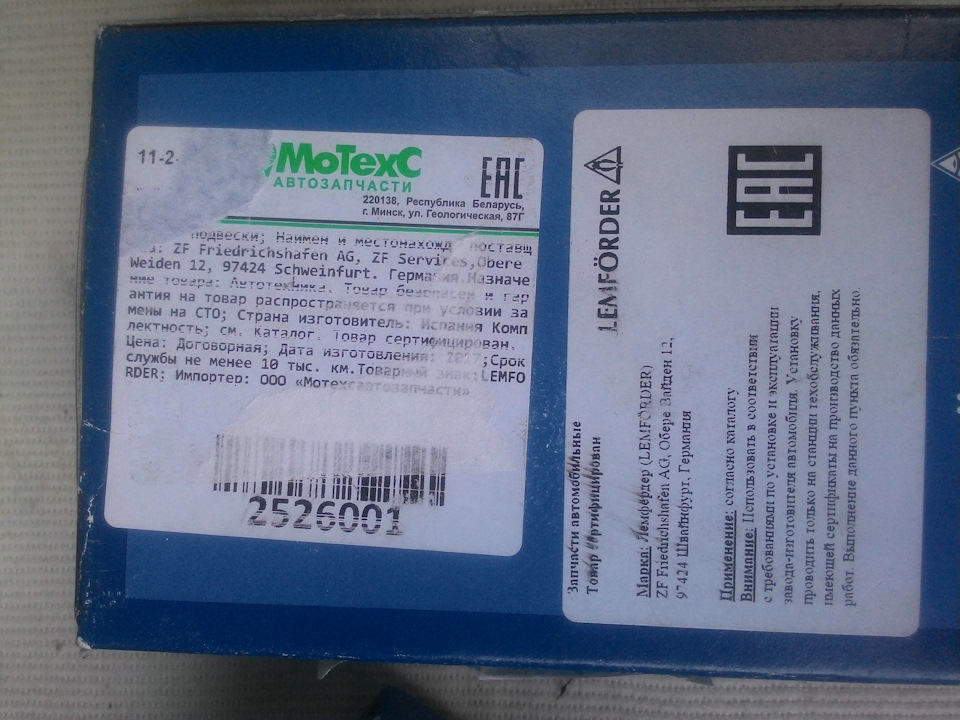 11-2-
МоТехС
АВТОЗАПЧАСТИ
ЕАС
220138, Республика Беларусь,
г. Минск, ул. Геологическая, 87Г
подвески; Наимен и местонахожд поставщ
ZF Friedrichshafen AG, ZF Services,Obere
Weiden 12, 97424 Schweinfurt. Германия.Назначе
ние товара: Автотехника. Товар безопасен и гар
антия на товар распространяется при условии за
мены на СТО; Страна изготовитель: Испания Комп
лектность; см. каталог. Товар сертифицирован.
Цена: Договорная; Дата изготовления: 2017;Срок
службы не менее 10 тыс. км.Товарный знак:LEMFO
RDER; Импортер: ООО «Мотехсавтозапчасти»
2526001
LEMFÖRDER
ЕАС
Запчасти автомобильные
Товар сертифицирован
Марка: Лемфёрдер (LEMFÖRDER)
ZF Friedrichshafen AG, Обере Вайден 12,
97424 Швайнфурт, Германия
Применение: согласно каталогу
Внимание: Использовать в соответствии
с требованиями по установке и эксплуатации
завода-изготовителя автомобиля. Установку
проводить только на станции техобслуживания,
имеющей сертификаты на производство данных
работ. Выполнение данного пункта обязательно.